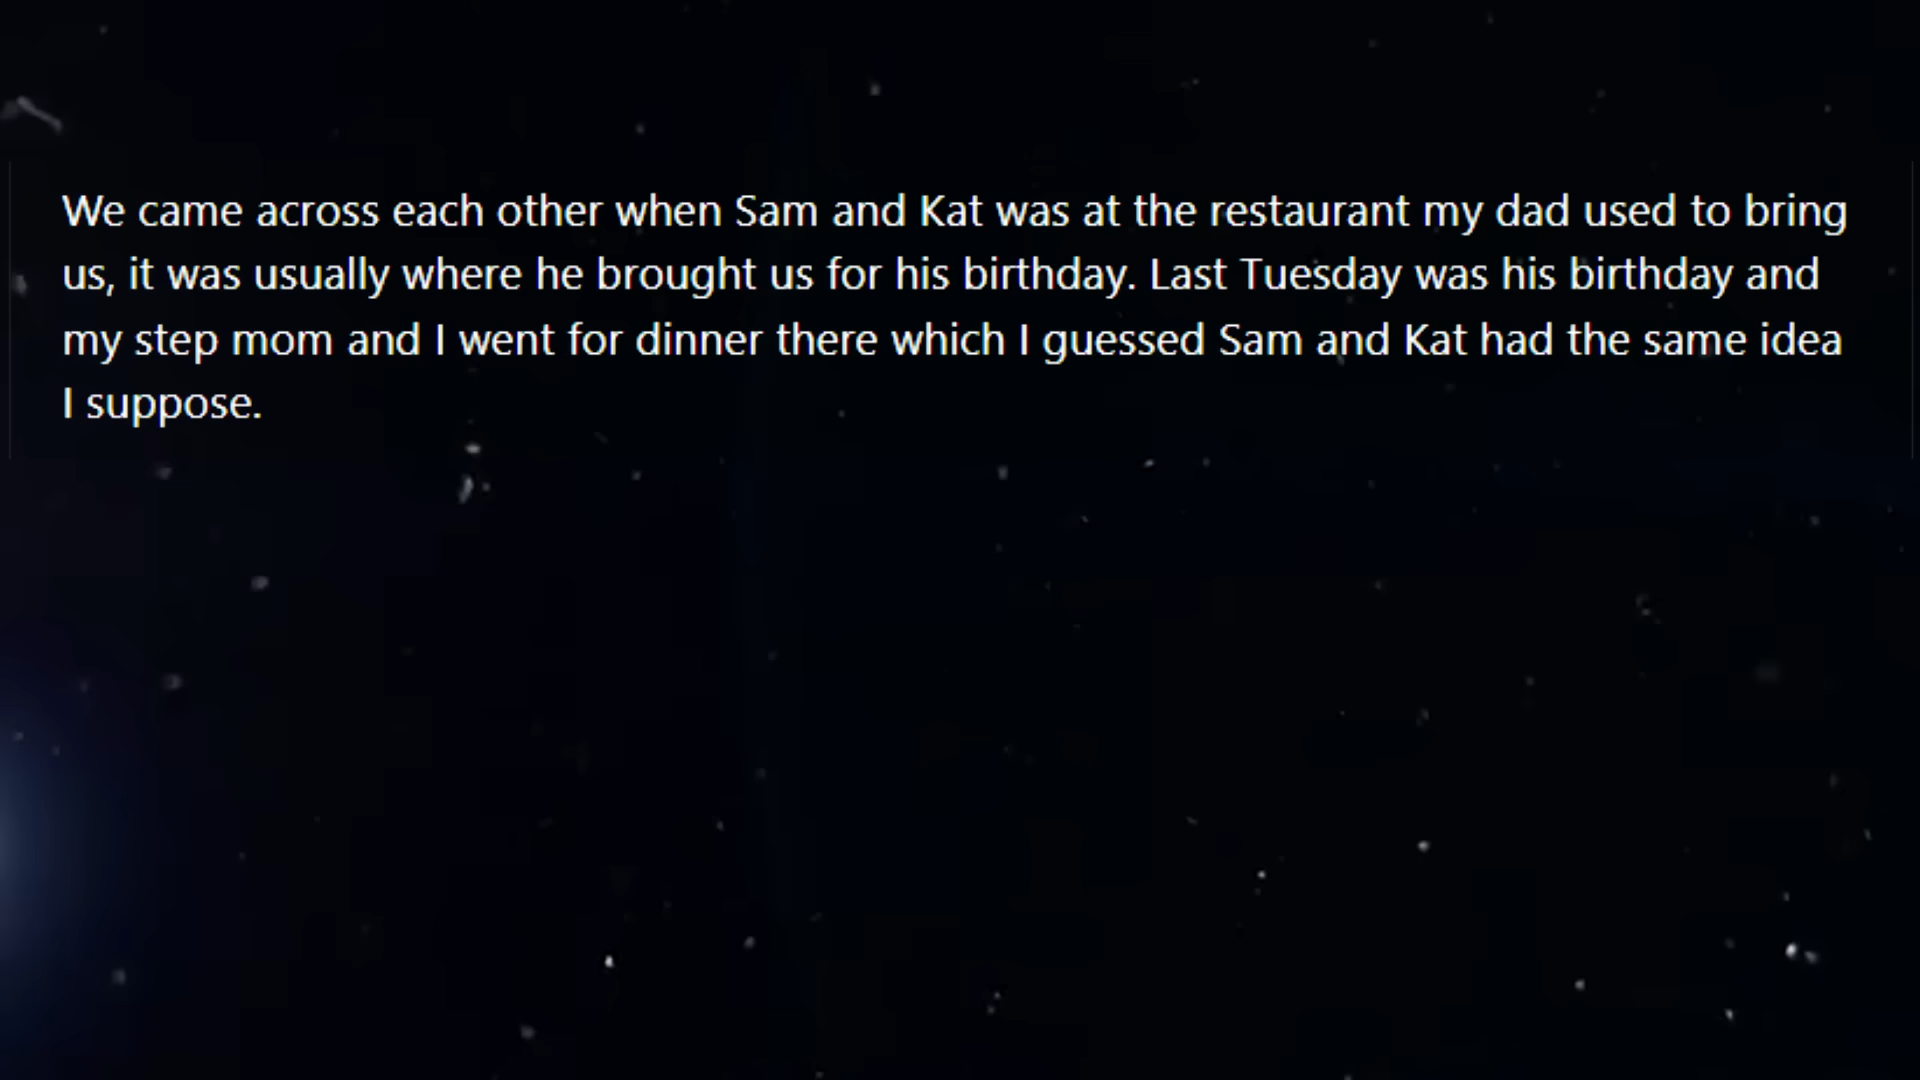 We came across each other when Sam and Kat was at the restaurant my dad used to bring
us, it was usually where he brought us for his birthday. Last Tuesday was his birthday and
my step mom and I went for dinner there which I guessed Sam and Kat had the same idea
I suppose.